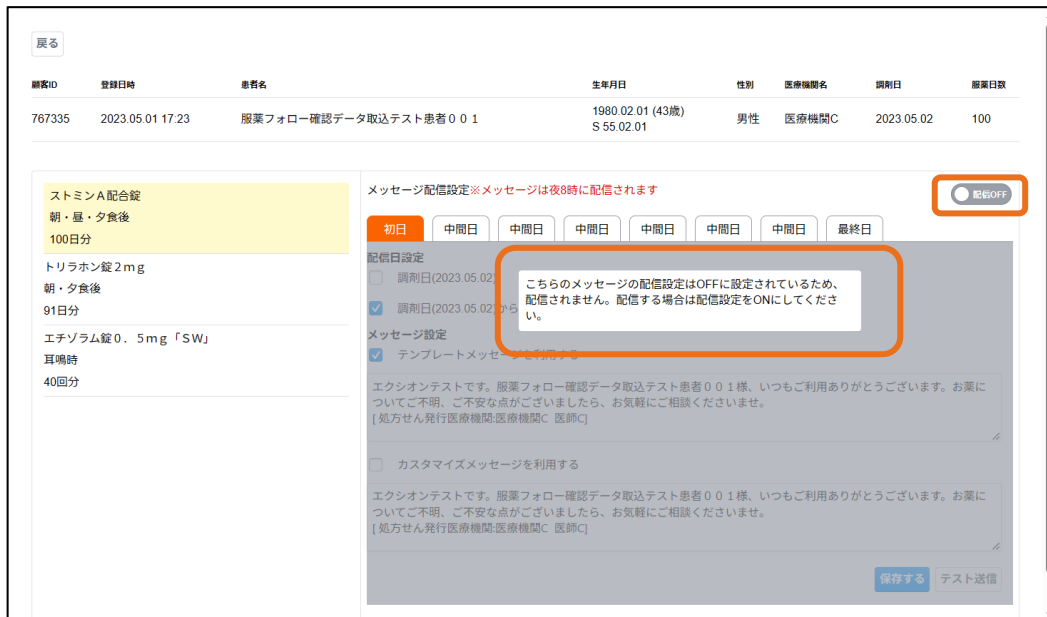 戻る
顧客ID 登録日時 患者名 生年月日 性別 医療機関名 調剤日 服薬日数
767335 2023.05.01 17:23 服薬フォロー確認データ取込テスト患者００１ 1980.02.01 (43歳) 男性 医療機関C 2023.05.02 100
S 55.02.01
ストミンＡ配合錠
朝・昼・夕食後
100日分
トリラホン錠２ｍｇ
朝・夕食後
91日分
エチゾラム錠０．５ｍｇ「ＳＷ」
耳鳴時
40回分
メッセージ配信設定※メッセージは夜8時に配信されます
配信OFF
初日 中間日 中間日 中間日 中間日 中間日 中間日 最終日
配信日設定
調剤日(2023.05.02)
調剤日(2023.05.02)から
こちらのメッセージの配信設定はOFFに設定されているため、
配信されません。配信する場合は配信設定をONにしてくださ
い。
メッセージ設定
テンプレートメッセージを利用する
エクシオンテストです。服薬フォロー確認データ取込テスト患者００１様、いつもご利用ありがとうございます。お薬に
ついてご不明、ご不安な点がございましたら、お気軽にご相談くださいませ。
[ 処方せん発行医療機関:医療機関C 医師C]
カスタマイズメッセージを利用する
エクシオンテストです。服薬フォロー確認データ取込テスト患者００１様、いつもご利用ありがとうございます。お薬に
ついてご不明、ご不安な点がございましたら、お気軽にご相談くださいませ。
[ 処方せん発行医療機関:医療機関C 医師C]
保存する テスト送信